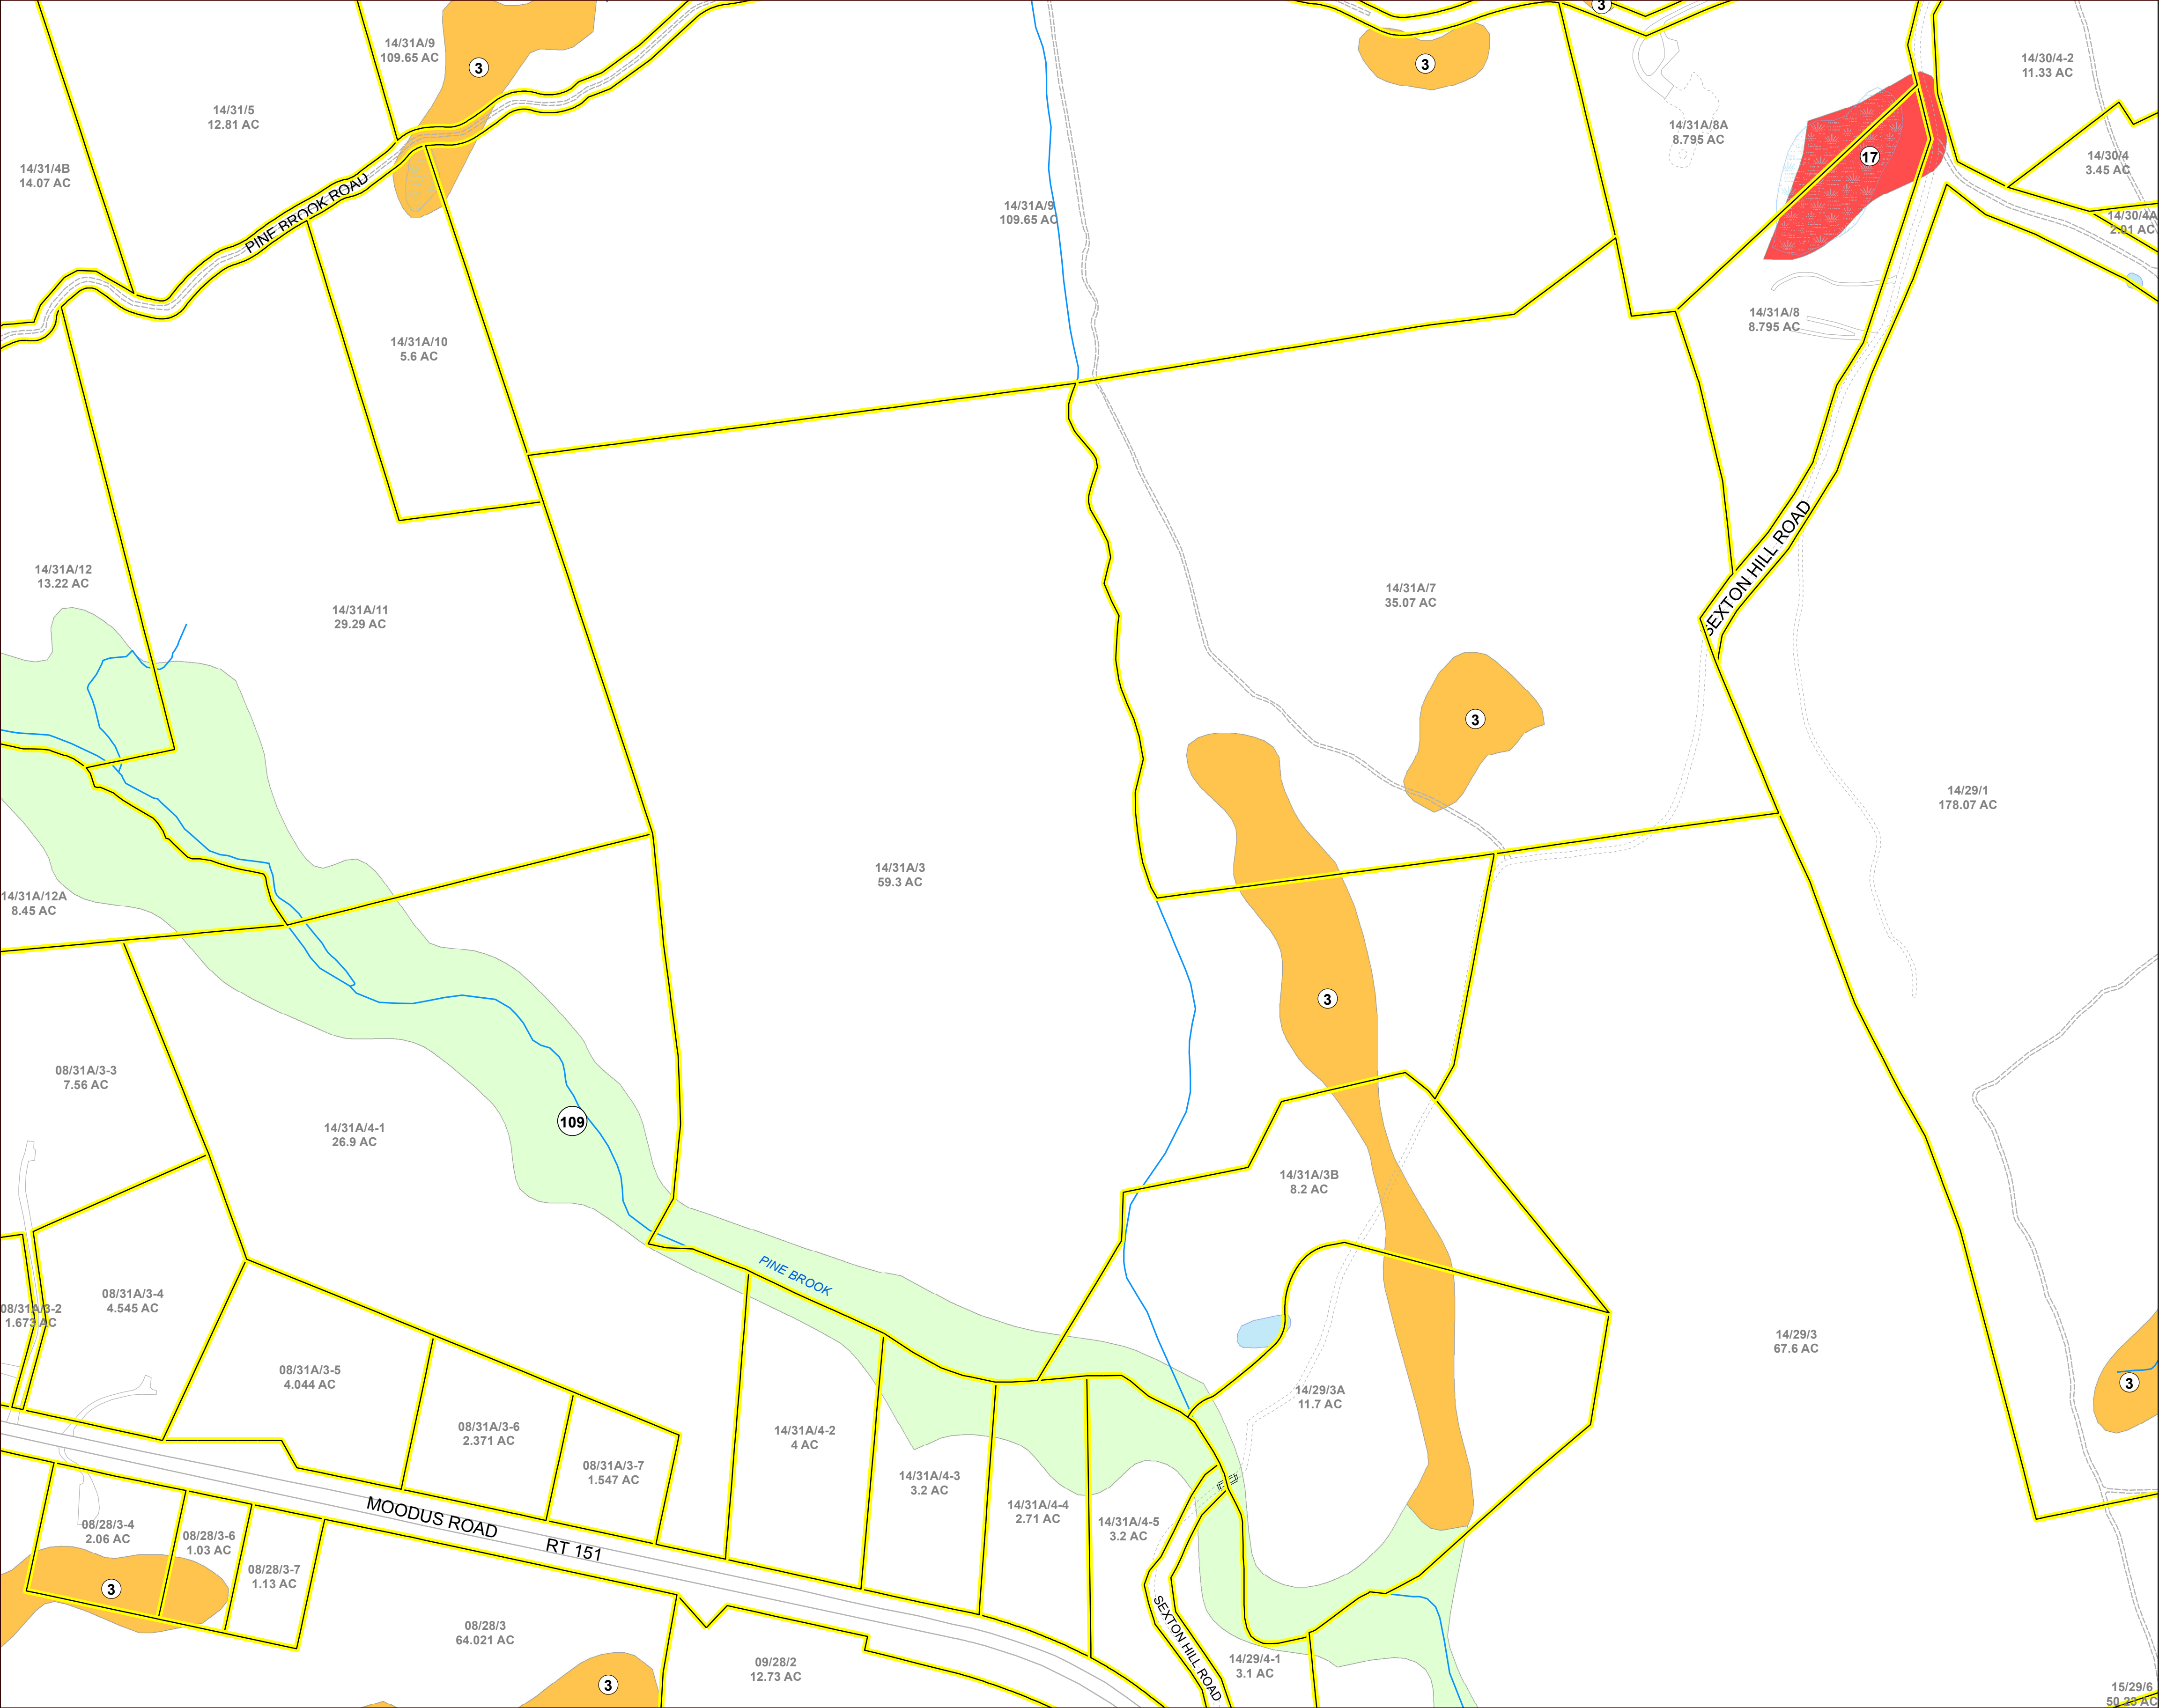 3
14/31A/9
109.65 AC
3
3
14/30/4-2
11.33 AC
14/31/5
12.81 AC
14/31A/8A
8.795 AC
17
14/31/4B
14.07 AC
14/30/4
3.45 AC
PINE BROOK ROAD
14/31A/9
109.65 AC
14/30/4A
2.01 AC
14/31A/10
5.6 AC
14/31A/8
8.795 AC
14/31A/12
13.22 AC
14/31A/11
29.29 AC
14/31A/7
35.07 AC
SEXTON HILL ROAD
3
14/29/1
178.07 AC
14/31A/3
59.3 AC
14/31A/12A
8.45 AC
3
08/31A/3-3
7.56 AC
109
14/31A/4-1
26.9 AC
14/31A/3B
8.2 AC
PINE BROOK
08/31A/3-4
4.545 AC
08/31A/3-2
1.673 AC
14/29/3
67.6 AC
08/31A/3-5
4.044 AC
14/29/3A
11.7 AC
3
08/31A/3-6
2.371 AC
14/31A/4-2
4 AC
08/31A/3-7
1.547 AC
14/31A/4-3
3.2 AC
14/31A/4-4
2.71 AC
14/31A/4-5
3.2 AC
MOODUS ROAD
RT 151
08/28/3-4
2.06 AC
08/28/3-6
1.03 AC
08/28/3-7
1.13 AC
3
08/28/3
64.021 AC
SEXTON HILL ROAD
09/28/2
12.73 AC
14/29/4-1
3.1 AC
3
15/29/6
50.23 AC